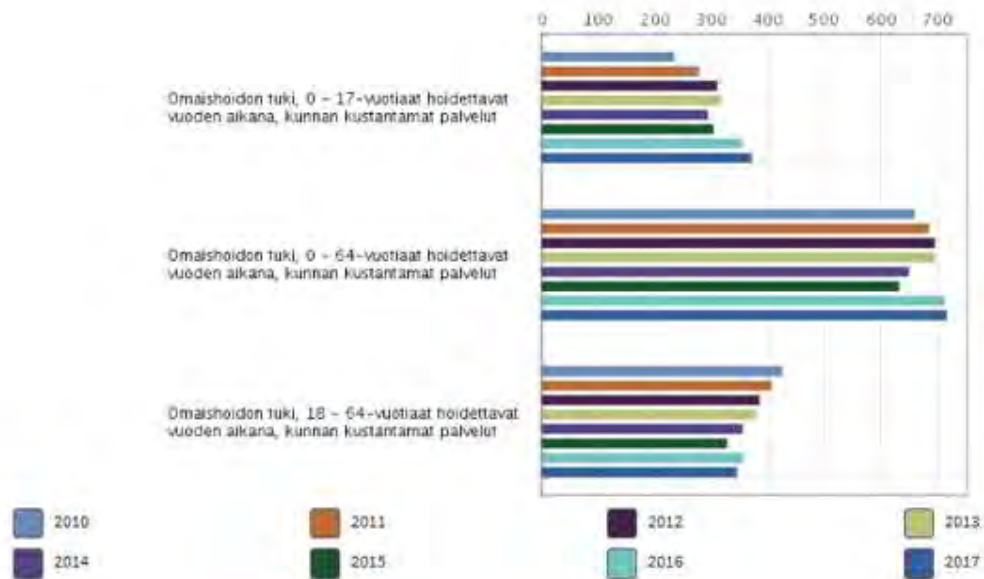 0 100 200 300 400 500 600 700
Omaishoidon tuki, 0 - 17-vuotiaat hoidettavat
vuoden aikana, kunnan kustantamat palvelut
Omaishoidon tuki, 0 - 64-vuotiaat hoidettavat
vuoden aikana, kunnan kustantamat palvelut
Omaishoidon tuki, 18 - 64-vuotiaat hoidettavat
vuoden aikana, kunnan kustantamat palvelut
2010 2011 2012 2013
2014 2015 2016 2017